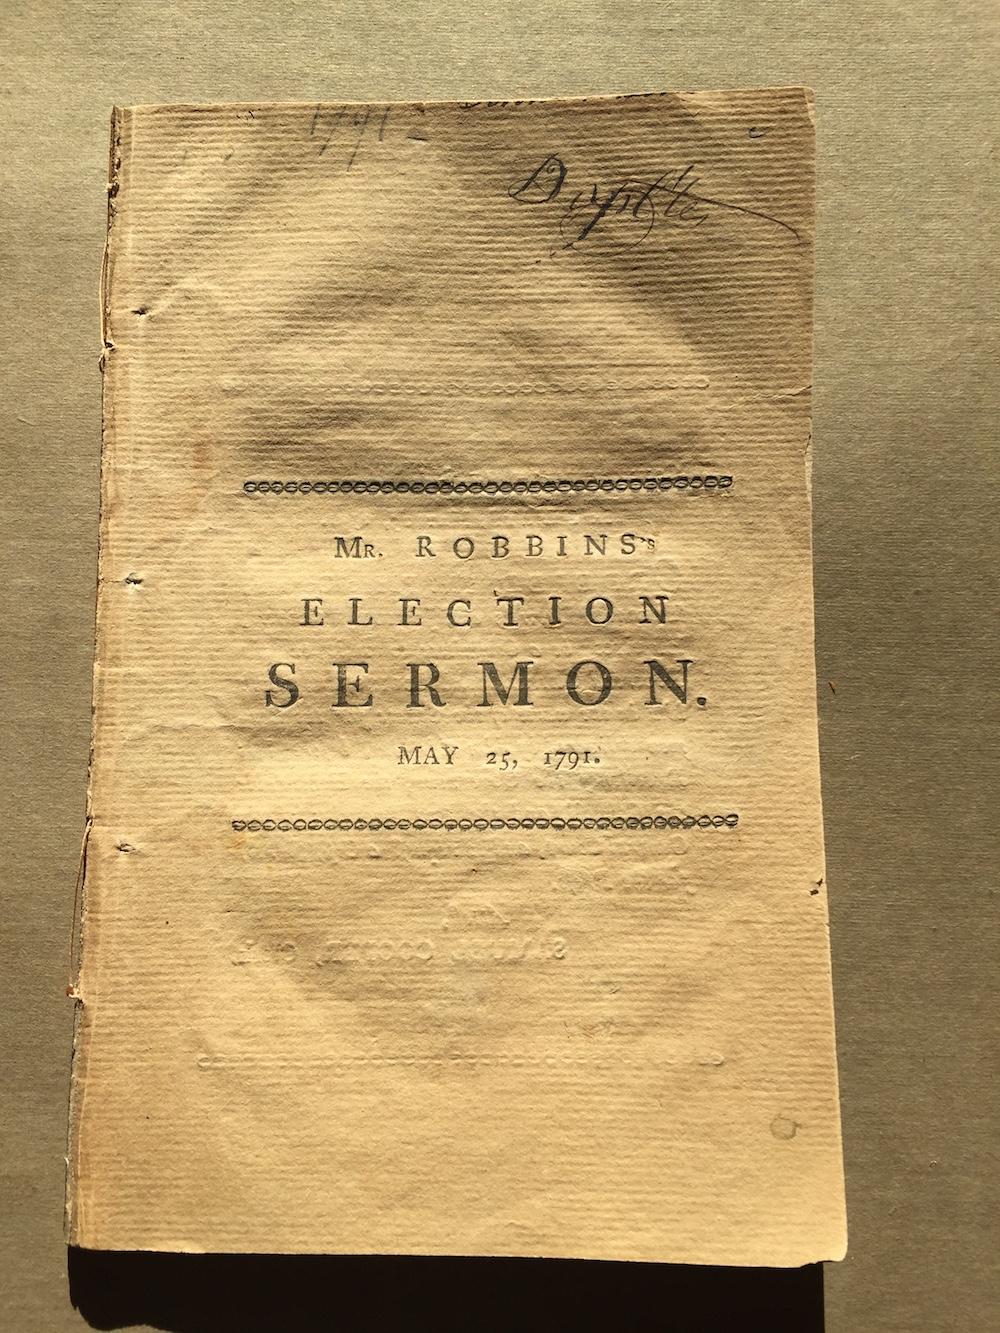 1791
Mr. ROBBINS's
ELECTION
SERMON.
MAY 25, 1791.